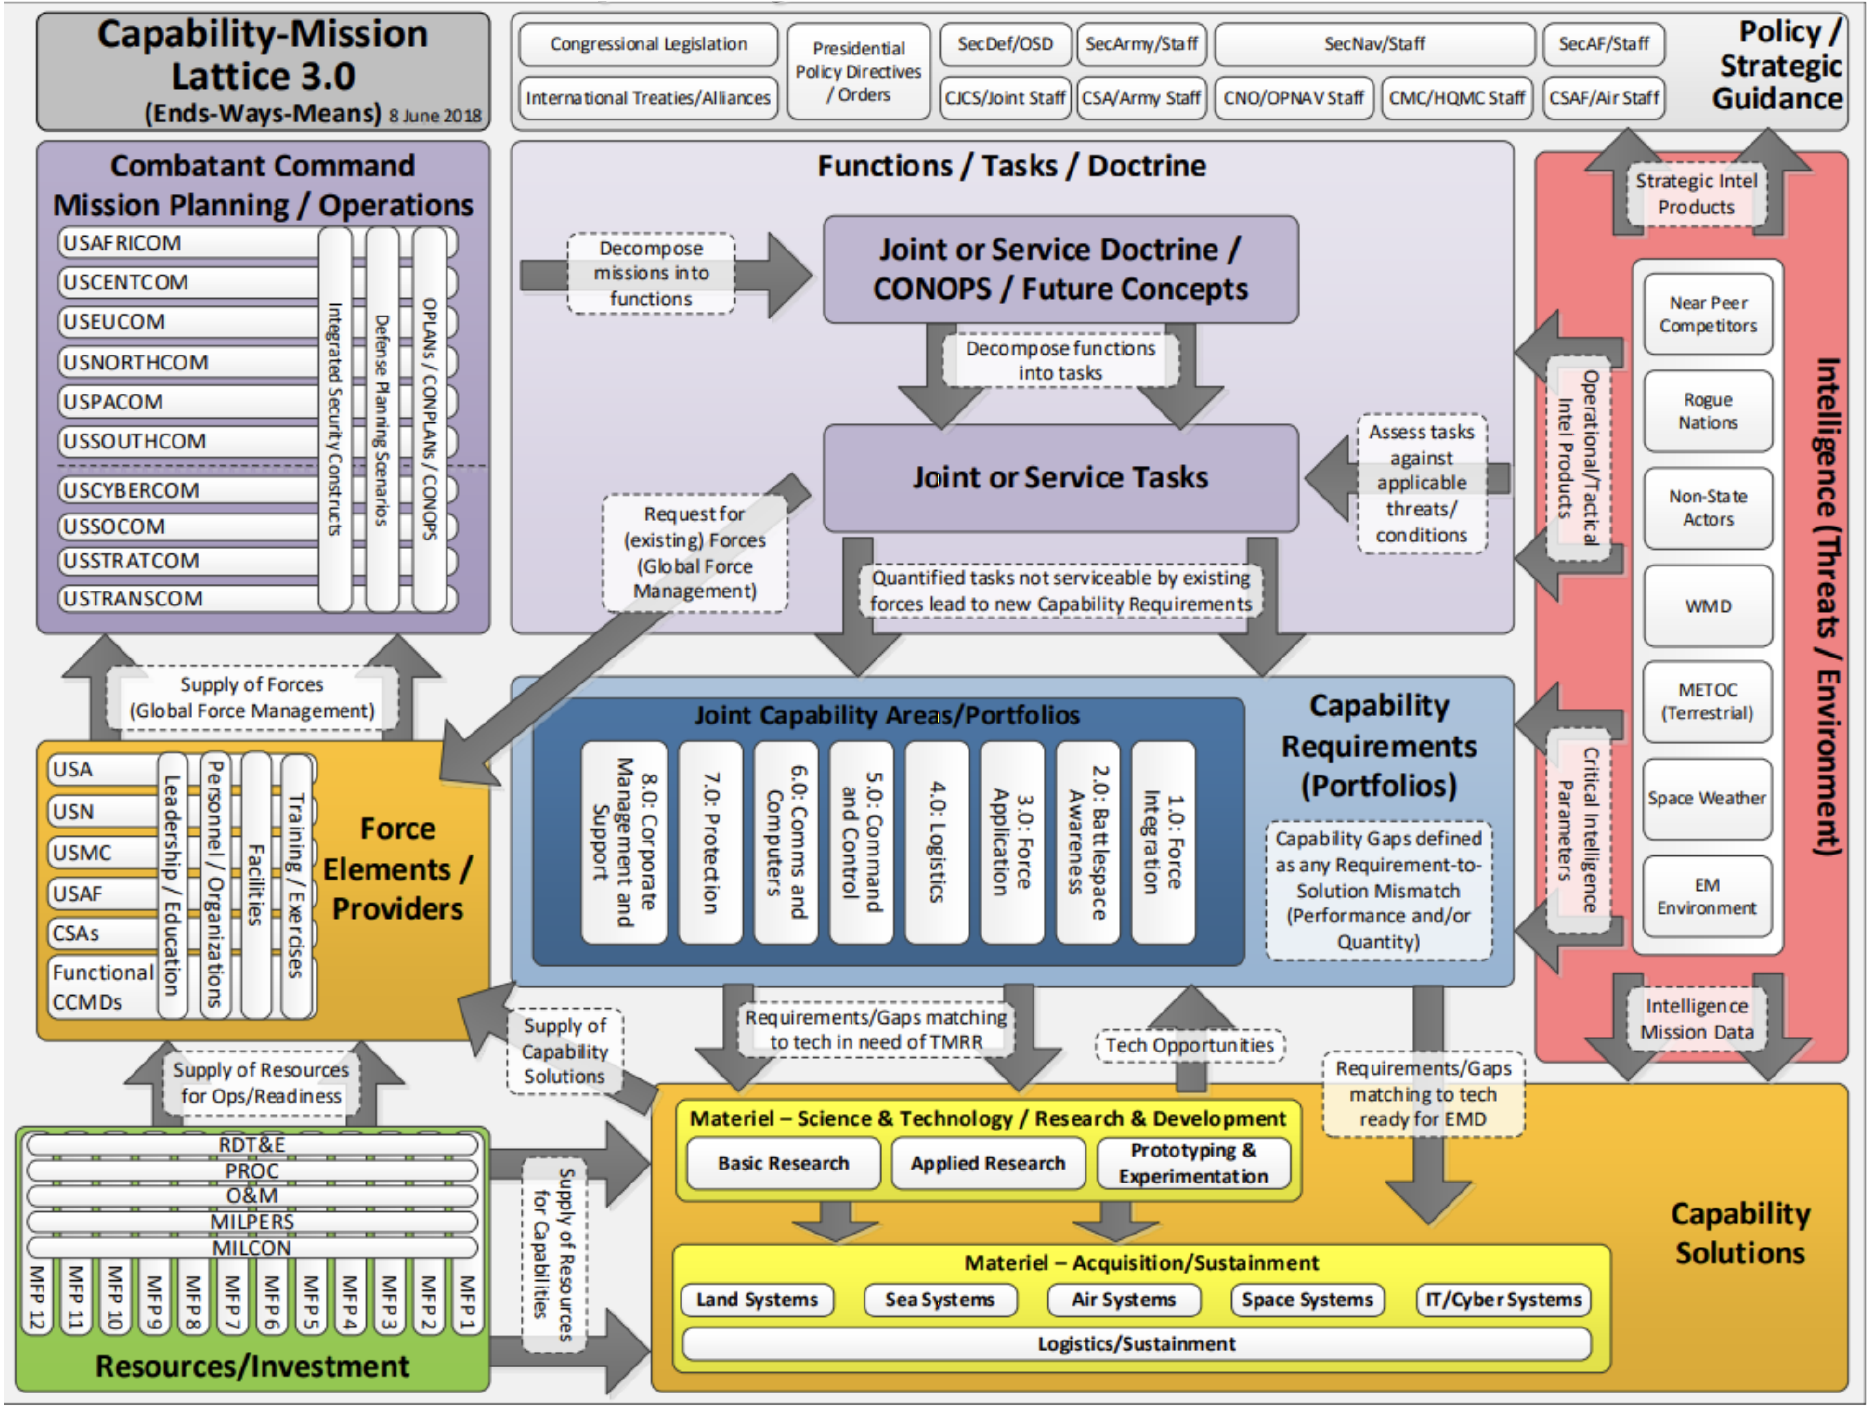 Capability-Mission
Lattice 3.0
(Ends-Ways-Means) 8 June 2018
Congressional Legislation
International Treaties/Alliances
Presidential
Policy Directives
/ Orders
SecDef/OSD
CJCS/Joint Staff
SecArmy/Staff
CSA/Army Staff
SecNav/Staff
CNO/OPNAV Staff
CMC/HQMC Staff
SecAF/Staff
CSAF/Air Staff
Policy /
Strategic
Guidance
Combatant Command
Mission Planning / Operations
USAFRICOM
USCENTCOM
USEUCOM
USNORTHCOM
USPACOM
USSOUTHCOM
USCYBERCOM
USSOCOM
USSTRATCOM
USTRANSCOM
Integrated Security Constructs
Defense Planning Scenarios
OPLANs / CONPLANs / CONOPS
Functions / Tasks / Doctrine
Decompose
missions into
functions
Joint or Service Doctrine /
CONOPS / Future Concepts
Decompose functions
into tasks
Joint or Service Tasks
Assess tasks
against
applicable
threats/
conditions
Request for
(existing) Forces
(Global Force
Management)
Quantified tasks not serviceable by existing
forces lead to new Capability Requirements
Strategic Intel
Products
Operational/Tactical
Intel Products
Critical Intelligence
Parameters
Near Peer
Competitors
Rogue
Nations
Non-State
Actors
WMD
METOC
(Terrestrial)
Space Weather
EM
Environment
Intelligence (Threats / Environment)
Intelligence
Mission Data
Supply of Forces
(Global Force Management)
USA
USN
USMC
USAF
CSAs
Functional
CCMDs
Leadership / Education
Personnel / Organizations
Facilities
Training / Exercises
Force
Elements /
Providers
Joint Capability Areas/Portfolios
8.0: Corporate
Management and
Support
7.0: Protection
6.0: Comms and
Computers
5.0: Command
and Control
4.0: Logistics
3.0: Force
Application
2.0: Battlespace
Awareness
1.0: Force
Integration
Capability
Requirements
(Portfolios)
Capability Gaps defined
as any Requirement-to-
Solution Mismatch
(Performance and/or
Quantity)
Supply of
Capability
Solutions
Requirements/Gaps matching
to tech in need of TMRR
Tech Opportunities
Requirements/Gaps
matching to tech
ready for EMD
Supply of Resources
for Ops/Readiness
RDT&E
PROC
O&M
MILPERS
MILCON
MFP 12
MFP 11
MFP 10
MFP 9
MFP 8
MFP 7
MFP 6
MFP 5
MFP 4
MFP 3
MFP 2
MFP 1
Resources/Investment
Supply of Resources
for Capabilities
Materiel – Science & Technology / Research & Development
Basic Research
Applied Research
Prototyping &
Experimentation
Materiel – Acquisition/Sustainment
Land Systems
Sea Systems
Air Systems
Space Systems
IT/Cyber Systems
Logistics/Sustainment
Capability
Solutions